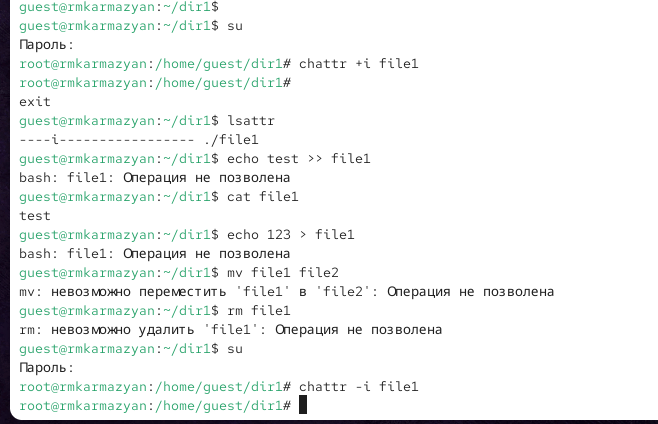 guest@rmkarmazyan:~/dir1$
guest@rmkarmazyan:~/dir1$ su
Пароль:
root@rmkarmazyan:/home/guest/dir1# chattr +i file1
root@rmkarmazyan:/home/guest/dir1#
exit
guest@rmkarmazyan:~/dir1$ lsattr
----i----------------- ./file1
guest@rmkarmazyan:~/dir1$ echo test >> file1
bash: file1: Операция не позволена
guest@rmkarmazyan:~/dir1$ cat file1
test
guest@rmkarmazyan:~/dir1$ echo 123 > file1
bash: file1: Операция не позволена
guest@rmkarmazyan:~/dir1$ mv file1 file2
mv: невозможно переместить 'file1' в 'file2': Операция не позволена
guest@rmkarmazyan:~/dir1$ rm file1
rm: невозможно удалить 'file1': Операция не позволена
guest@rmkarmazyan:~/dir1$ su
Пароль:
root@rmkarmazyan:/home/guest/dir1# chattr -i file1
root@rmkarmazyan:/home/guest/dir1#